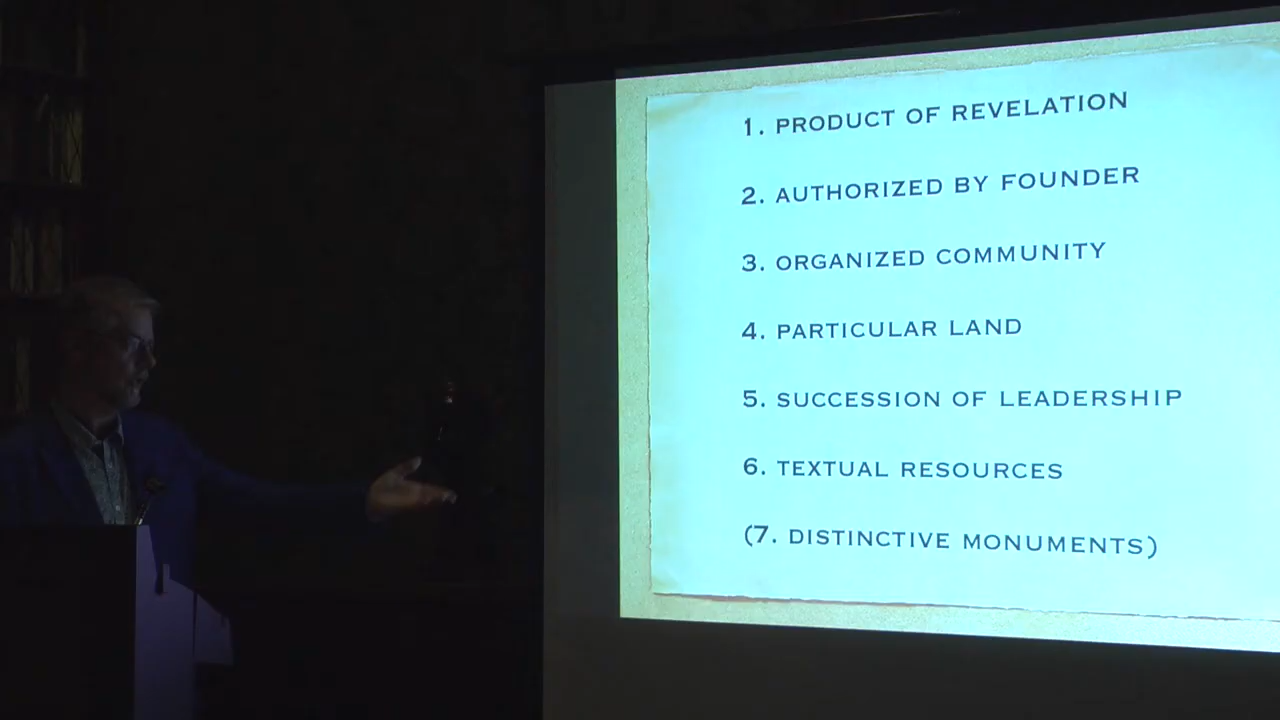 1. PRODUCT OF REVELATION
2. AUTHORIZED BY FOUNDER
3. ORGANIZED COMMUNITY
4. PARTICULAR LAND
5. SUCCESSION OF LEADERSHIP
6. TEXTUAL RESOURCES
(7. DISTINCTIVE MONUMENTS)